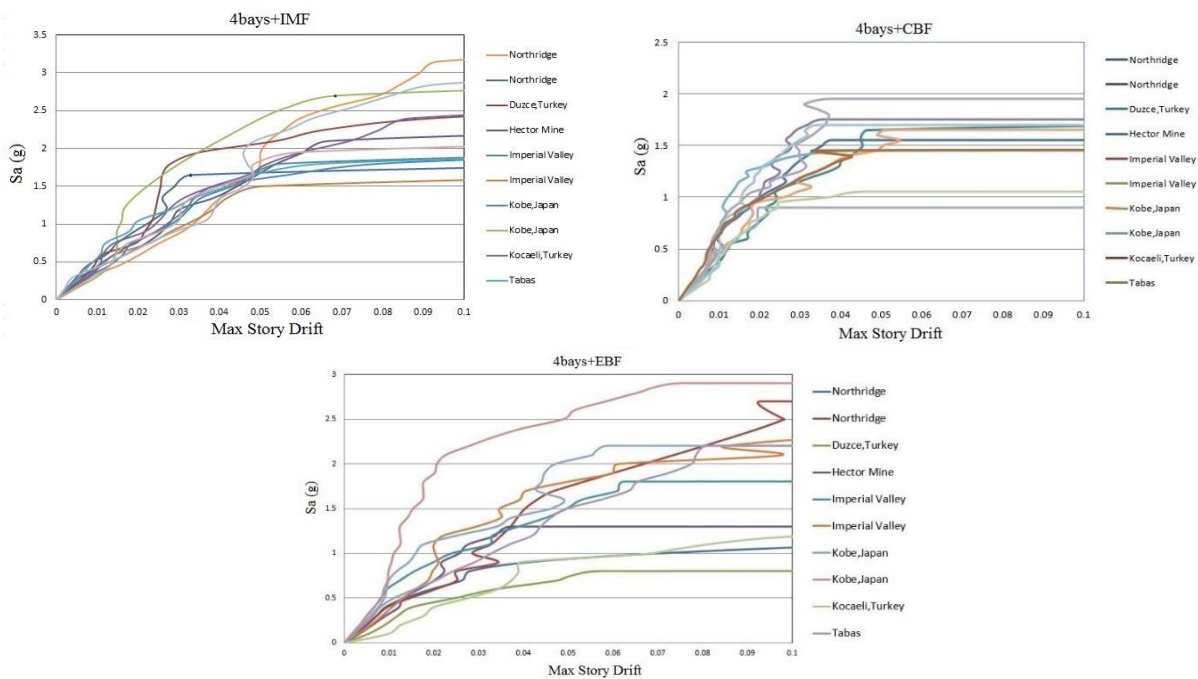 4bays+IMF
3.5
3
2.5
2
1.5
1
0.5
0
Sa (g)
0 0.01 0.02 0.03 0.04 0.05 0.06 0.07 0.08 0.09 0.1
Max Story Drift
Northridge
Northridge
Duzce,Turkey
Hector Mine
Imperial Valley
Imperial Valley
Kobe,Japan
Kobe,Japan
Kocaeli,Turkey
Tabas
4bays+CBF
2.5
2
1.5
1
0.5
0
Sa (g)
0 0.01 0.02 0.03 0.04 0.05 0.06 0.07 0.08 0.09 0.1
Max Story Drift
Northridge
Northridge
Duzce,Turkey
Hector Mine
Imperial Valley
Imperial Valley
Kobe,Japan
Kobe,Japan
Kocaeli,Turkey
Tabas
4bays+EBF
3
2.5
2
1.5
1
0.5
0
Sa (g)
0 0.01 0.02 0.03 0.04 0.05 0.06 0.07 0.08 0.09 0.1
Max Story Drift
Northridge
Northridge
Duzce,Turkey
Hector Mine
Imperial Valley
Imperial Valley
Kobe,Japan
Kobe,Japan
Kocaeli,Turkey
Tabas